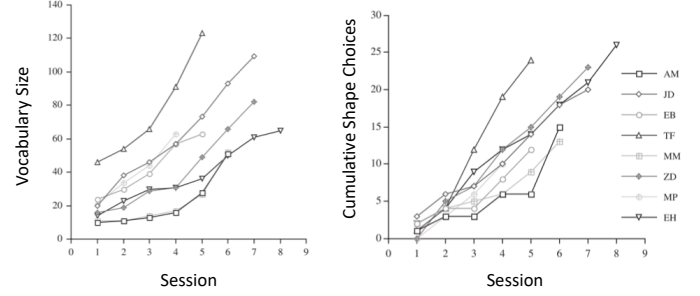 Vocabulary Size
140
120
100
80
60
40
20
0
0 1 2 3 4 5 6 7 8 9
Session
Cumulative Shape Choices
30
25
20
15
10
5
0
0 1 2 3 4 5 6 7 8 9
Session
AM
JD
EB
TF
MM
ZD
MP
EH